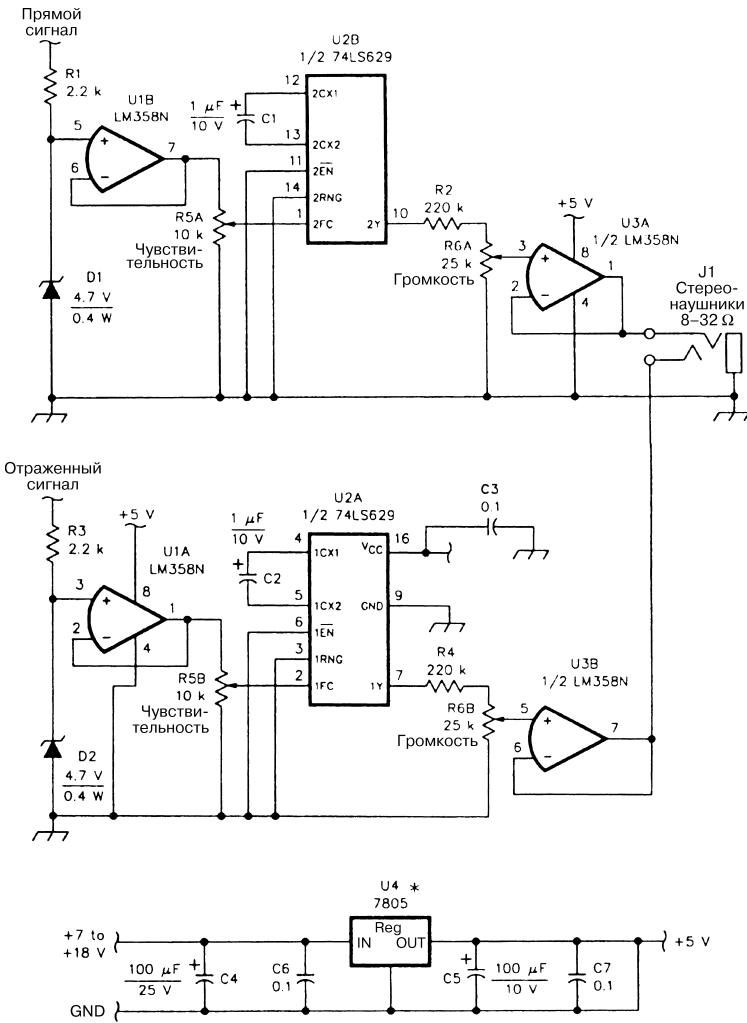 Прямой
сигнал
R1
2.2 k
U1B
LM358N
5
+
6
−
7
D1
4.7 V
0.4 W
R5A
10 k
Чувстви-
тельность
1 μF
10 V
+
C1
U2B
1/2 74LS629
12
2CX1
13
2CX2
11
2EN
14
2RNG
1
2FC
2Y
10
R2
220 k
R6A
25 k
Громкость
+5 V
U3A
1/2 LM358N
3
+
8
1
2
−
4
J1
Стерео-
наушники
8–32 Ω
Отраженный
сигнал
R3
2.2 k
+5 V
U1A
LM358N
3
+
8
1
2
−
4
D2
4.7 V
0.4 W
R5B
10 k
Чувстви-
тельность
1 μF
10 V
+
C2
U2A
1/2 74LS629
4
1CX1
5
1CX2
6
1EN
3
1RNG
2
1FC
VCC
16
GND
9
1Y
7
C3
0.1
R4
220 k
R6B
25 k
Громкость
U3B
1/2 LM358N
5
+
6
−
7
U4 *
7805
Reg
IN OUT
+7 to
+18 V
100 μF
25 V
+
C4
C6
0.1
+
C5
100 μF
10 V
C7
0.1
+5 V
GND